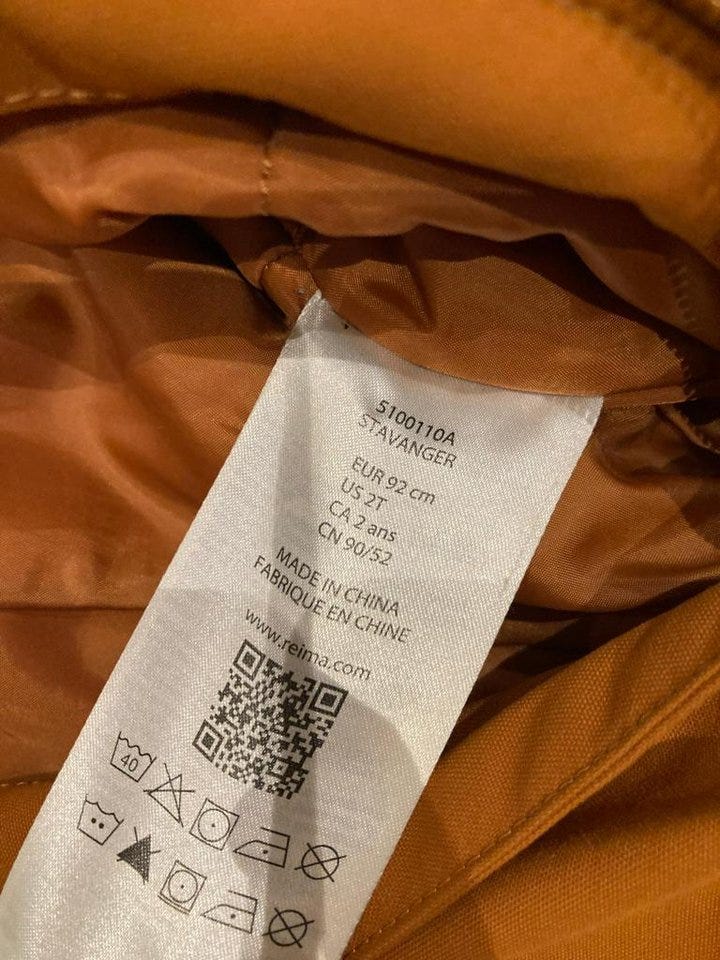 5100110A
STAVANGER
EUR 92 cm
US 2T
CA 2 ans
CN 90/52
MADE IN CHINA
FABRIQUE EN CHINE
www.reima.com
40